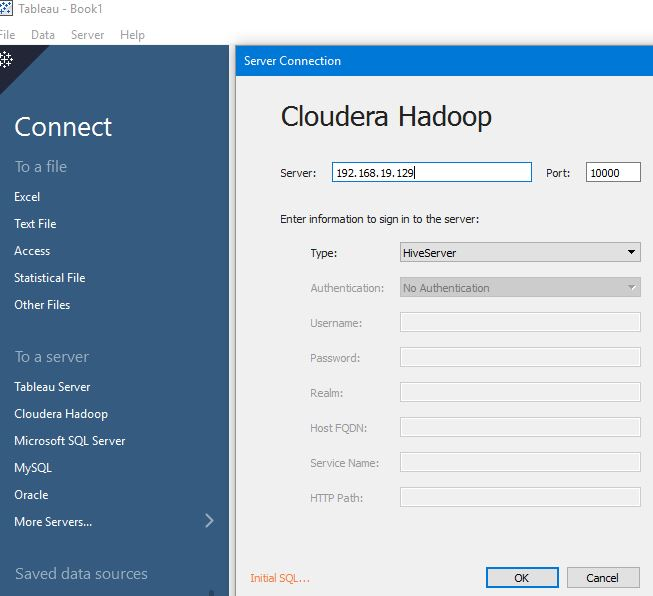 Tableau - Book1
File Data Server Help
Connect
To a file
Excel
Text File
Access
Statistical File
Other Files
To a server
Tableau Server
Cloudera Hadoop
Microsoft SQL Server
MySQL
Oracle
More Servers...
Saved data sources
Server Connection
Cloudera Hadoop
Server: 192.168.19.129 Port: 10000
Enter information to sign in to the server:
Type: HiveServer
Authentication: No Authentication
Username:
Password:
Realm:
Host FQDN:
Service Name:
HTTP Path:
Initial SQL... OK Cancel